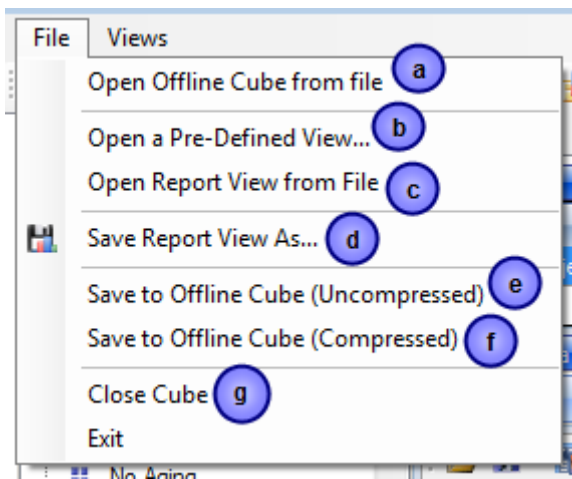 File Views
Open Offline Cube from file a
Open a Pre-Defined View... b
Open Report View from File c
Save Report View As... d
Save to Offline Cube (Uncompressed) e
Save to Offline Cube (Compressed) f
Close Cube g
Exit
No Aging